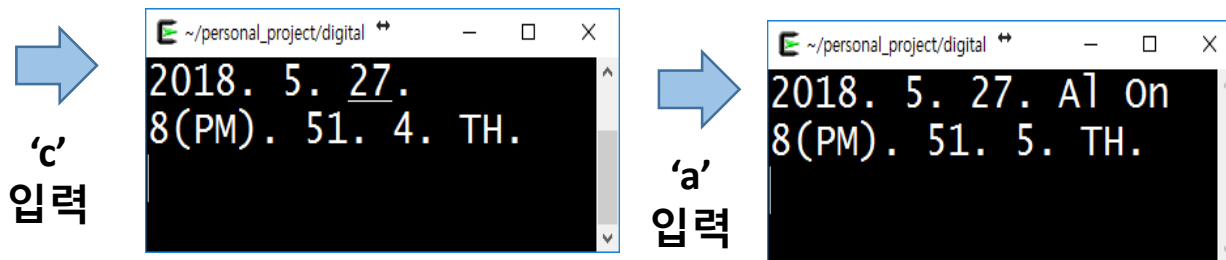 ‘c’
입력
~/personal_project/digital
2018. 5. 27.
8(PM). 51. 4. TH.
‘a’
입력
~/personal_project/digital
2018. 5. 27. Al On
8(PM). 51. 5. TH.